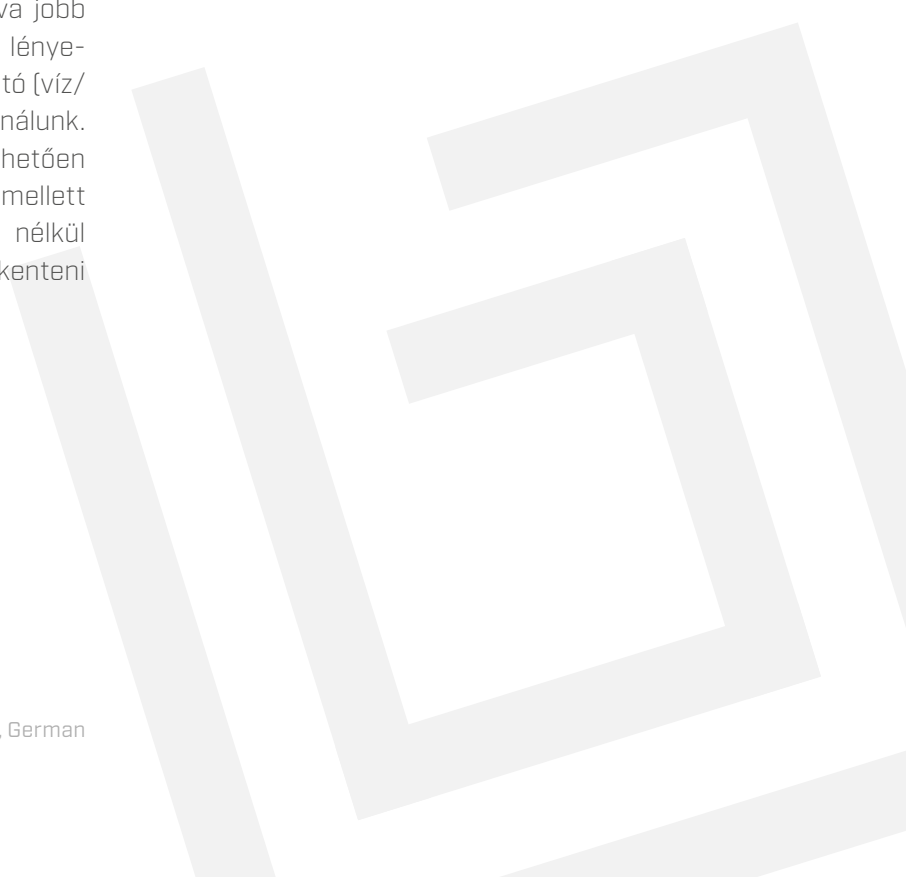 va jobb
lénye-
tó (víz/
nálunk.
hetően
mellett
nélkül
kenteni
, German